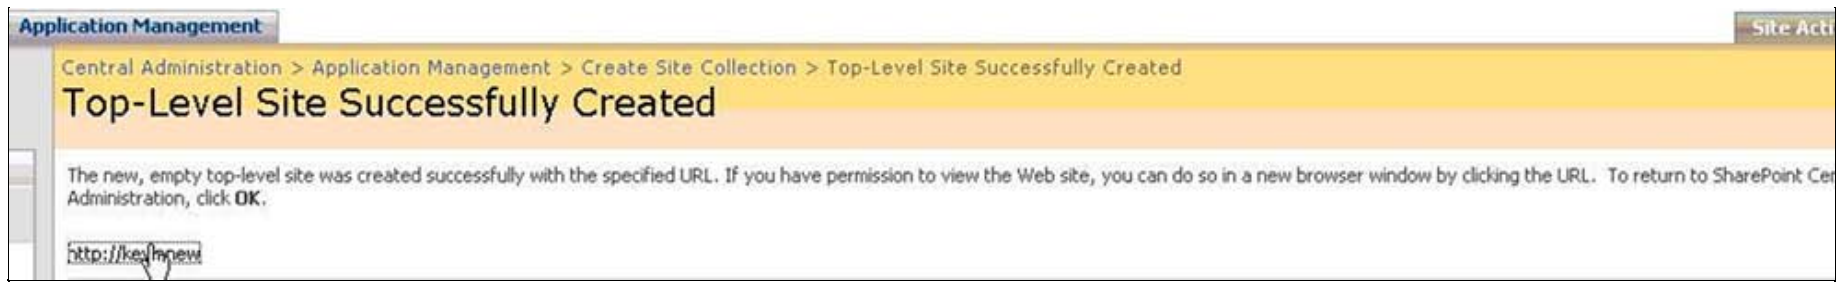 Application Management
Site Acti
Central Administration > Application Management > Create Site Collection > Top-Level Site Successfully Created
Top-Level Site Successfully Created
The new, empty top-level site was created successfully with the specified URL. If you have permission to view the Web site, you can do so in a new browser window by clicking the URL. To return to SharePoint Cer
Administration, click OK.